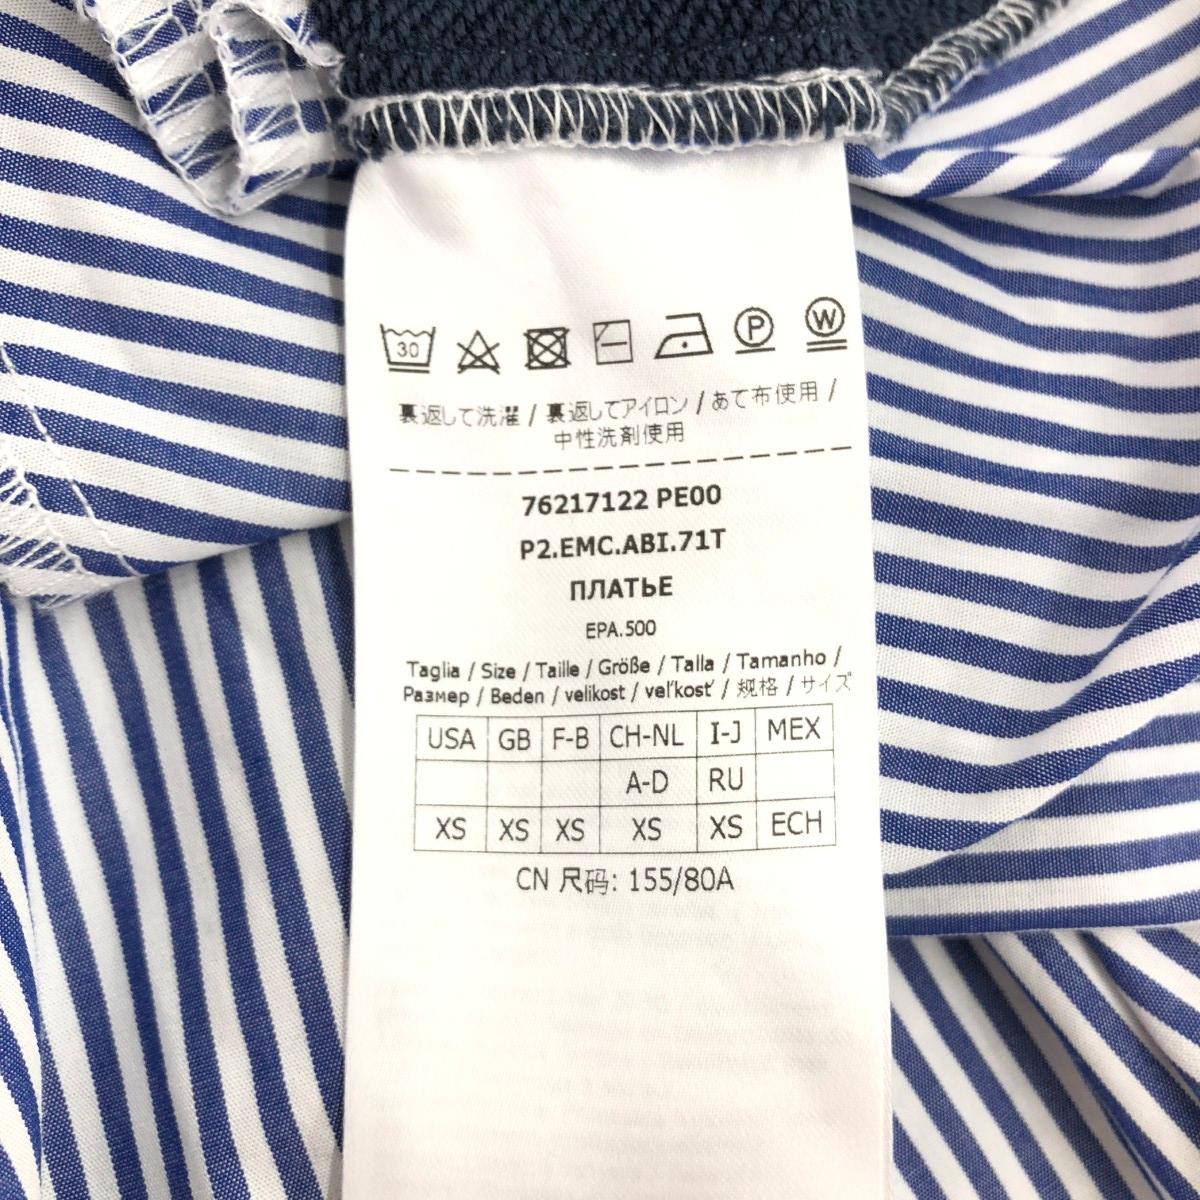 30 P W
裏返して洗濯 / 裏返してアイロン / あて布使用 /
中性洗剤使用
76217122 PE00
P2.EMC.ABI.71T
ПЛАТЬЕ
EPA.500
Taglia / Size / Taille / Größe / Talla / Tamanho /
Размер / Beden / velikost / veľkosť / 规格 / サイズ
USA GB F-B CH-NL I-J MEX
A-D RU
XS XS XS XS XS ECH
CN 尺码: 155/80A